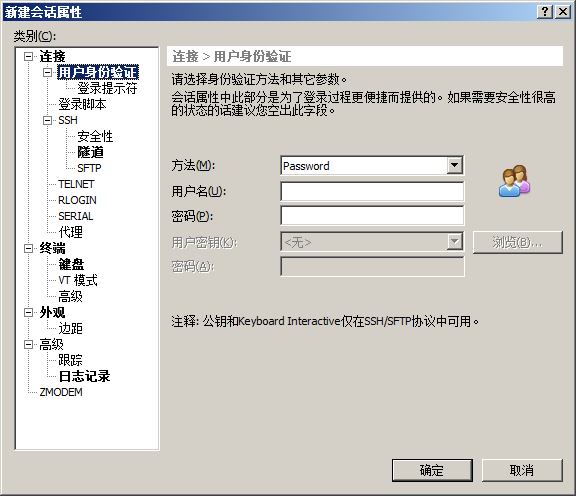 新建会话属性
类别(C):
连接
用户身份验证
登录提示符
登录脚本
SSH
安全性
隧道
SFTP
TELNET
RLOGIN
SERIAL
代理
终端
键盘
VT 模式
高级
外观
边距
高级
跟踪
日志记录
ZMODEM
连接 > 用户身份验证
请选择身份验证方法和其它参数。
会话属性中此部分是为了登录过程更便捷而提供的。如果需要安全性很高
的状态的话建议您空出此字段。
方法(M): Password
用户名(U):
密码(P):
用户密钥(K): <无> 浏览(B)...
密码(A):
注释: 公钥和Keyboard Interactive仅在SSH/SFTP协议中可用。
确定 取消